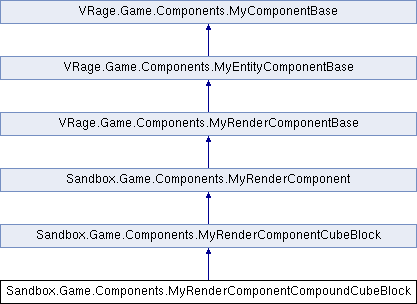 VRage.Game.Components.MyComponentBase
VRage.Game.Components.MyEntityComponentBase
VRage.Game.Components.MyRenderComponentBase
Sandbox.Game.Components.MyRenderComponent
Sandbox.Game.Components.MyRenderComponentCubeBlock
Sandbox.Game.Components.MyRenderComponentCompoundCubeBlock